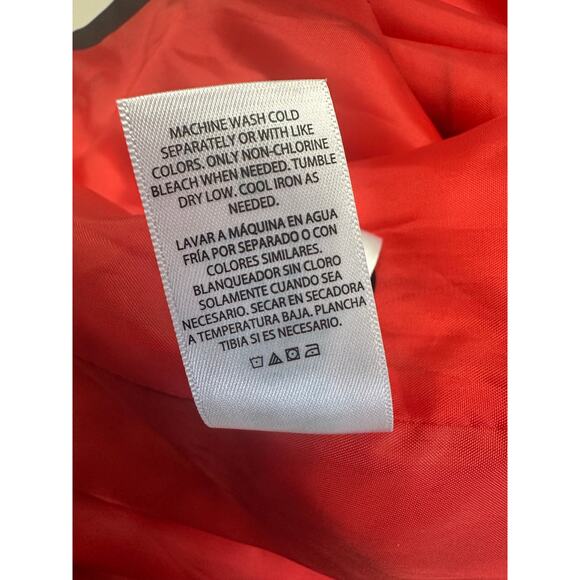 MACHINE WASH COLD
SEPARATELY OR WITH LIKE
COLORS. ONLY NON-CHLORINE
BLEACH WHEN NEEDED. TUMBLE
DRY LOW. COOL IRON AS
NEEDED.
LAVAR A MÁQUINA EN AGUA
FRÍA POR SEPARADO O CON
COLORES SIMILARES.
BLANQUEADOR SIN CLORO
SOLAMENTE CUANDO SEA
NECESARIO. SECAR EN SECADORA
A TEMPERATURA BAJA. PLANCHA
TIBIA SI ES NECESARIO.